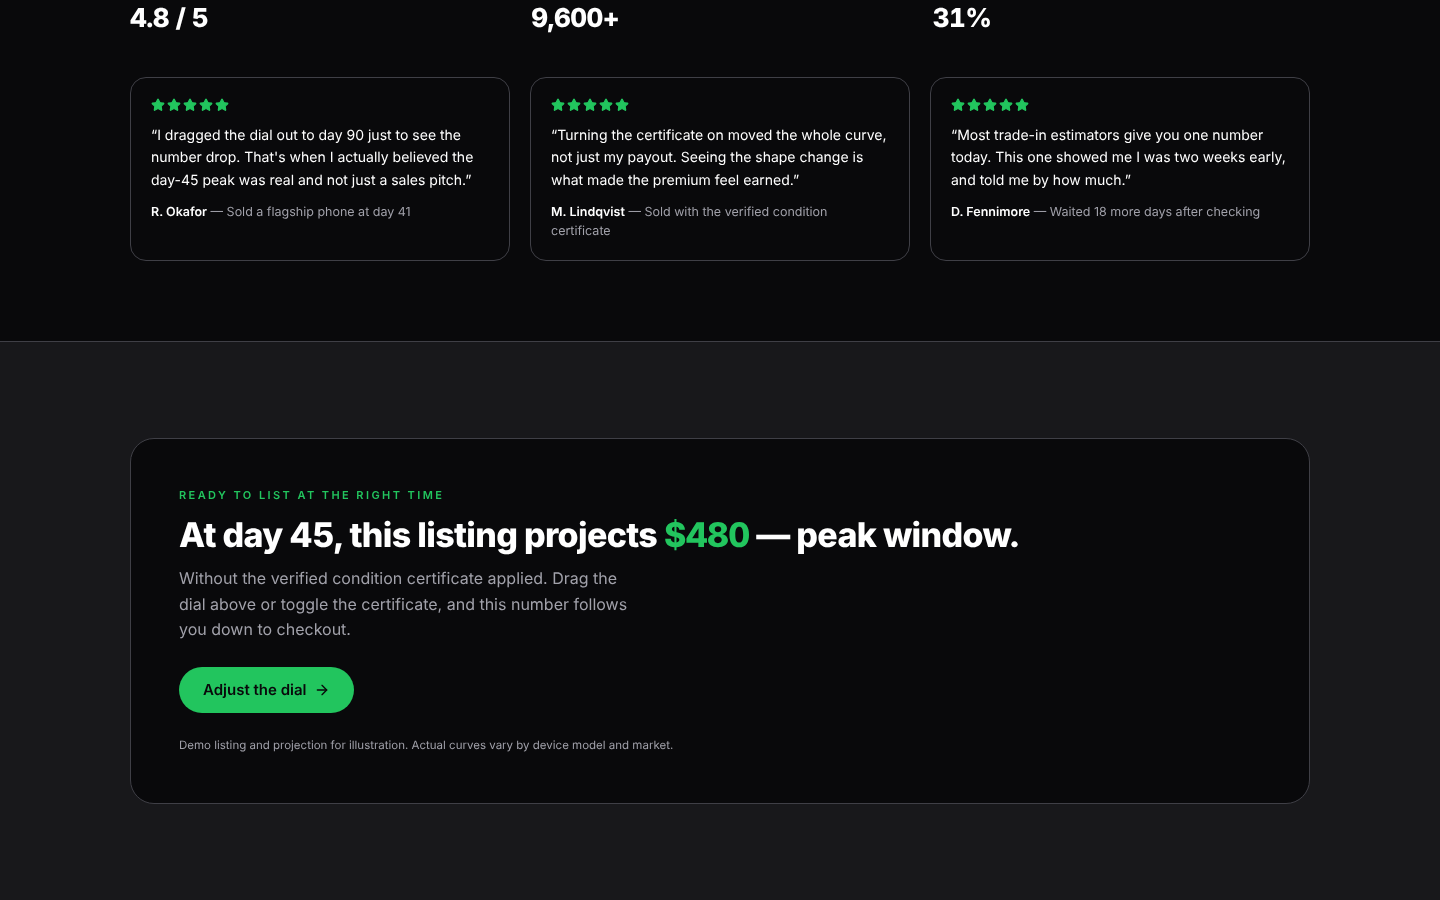 4.8 / 5
9,600+
31%
“I dragged the dial out to day 90 just to see the
number drop. That's when I actually believed the
day-45 peak was real and not just a sales pitch.”
R. Okafor — Sold a flagship phone at day 41
“Turning the certificate on moved the whole curve,
not just my payout. Seeing the shape change is
what made the premium feel earned.”
M. Lindqvist — Sold with the verified condition
certificate
“Most trade-in estimators give you one number
today. This one showed me I was two weeks early,
and told me by how much.”
D. Fennimore — Waited 18 more days after checking
READY TO LIST AT THE RIGHT TIME
At day 45, this listing projects $480 — peak window.
Without the verified condition certificate applied. Drag the
dial above or toggle the certificate, and this number follows
you down to checkout.
Adjust the dial →
Demo listing and projection for illustration. Actual curves vary by device model and market.